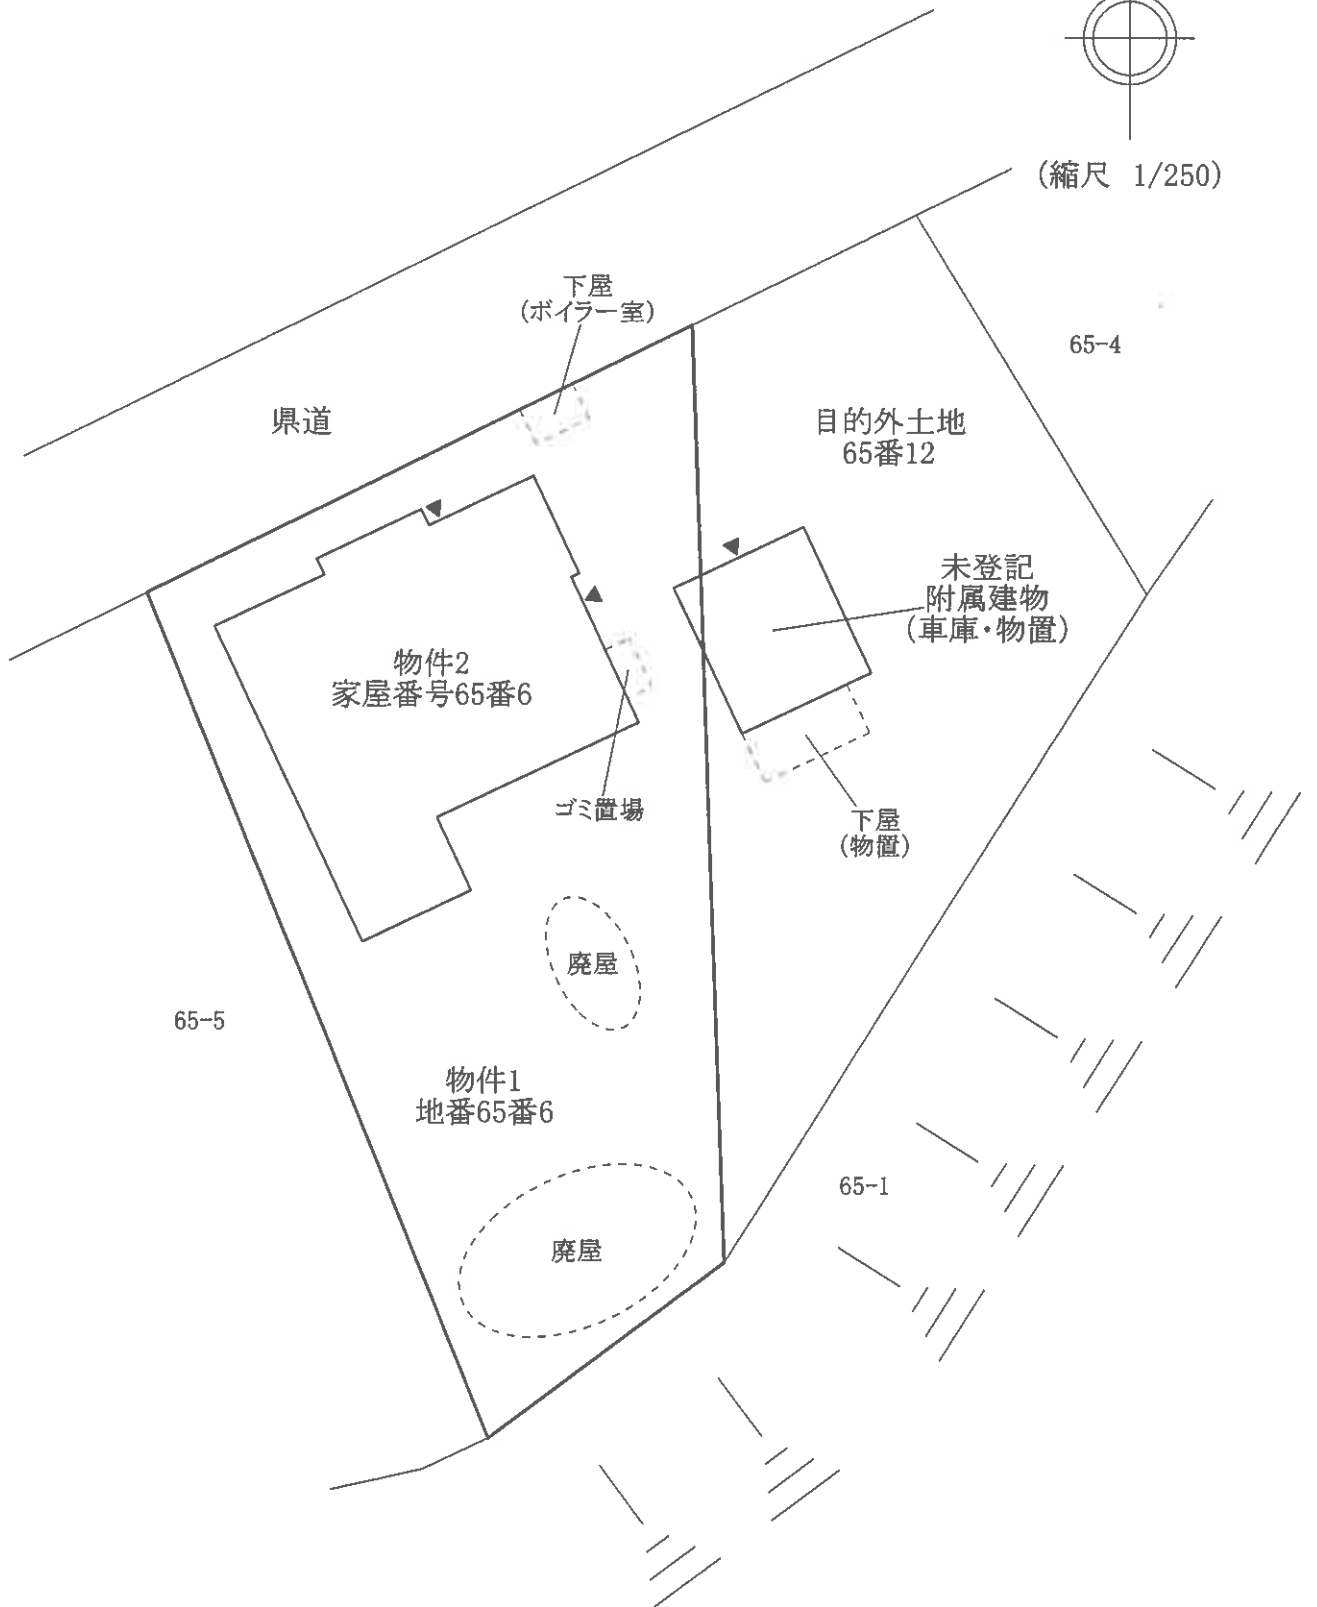 (縮尺 1/250)
下屋
(ボイラー室)
65-4
県道
目的外土地
65番12
未登記
附属建物
(車庫・物置)
物件2
家屋番号65番6
ゴミ置場
下屋
(物置)
廃屋
65-5
物件1
地番65番6
65-1
廃屋